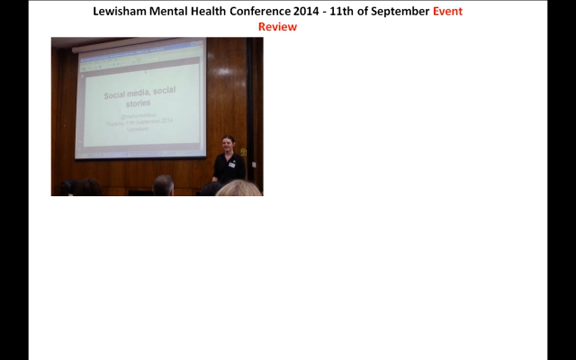 Lewisham Mental Health Conference 2014 - 11th of September Event
Review
Social media, social
stories